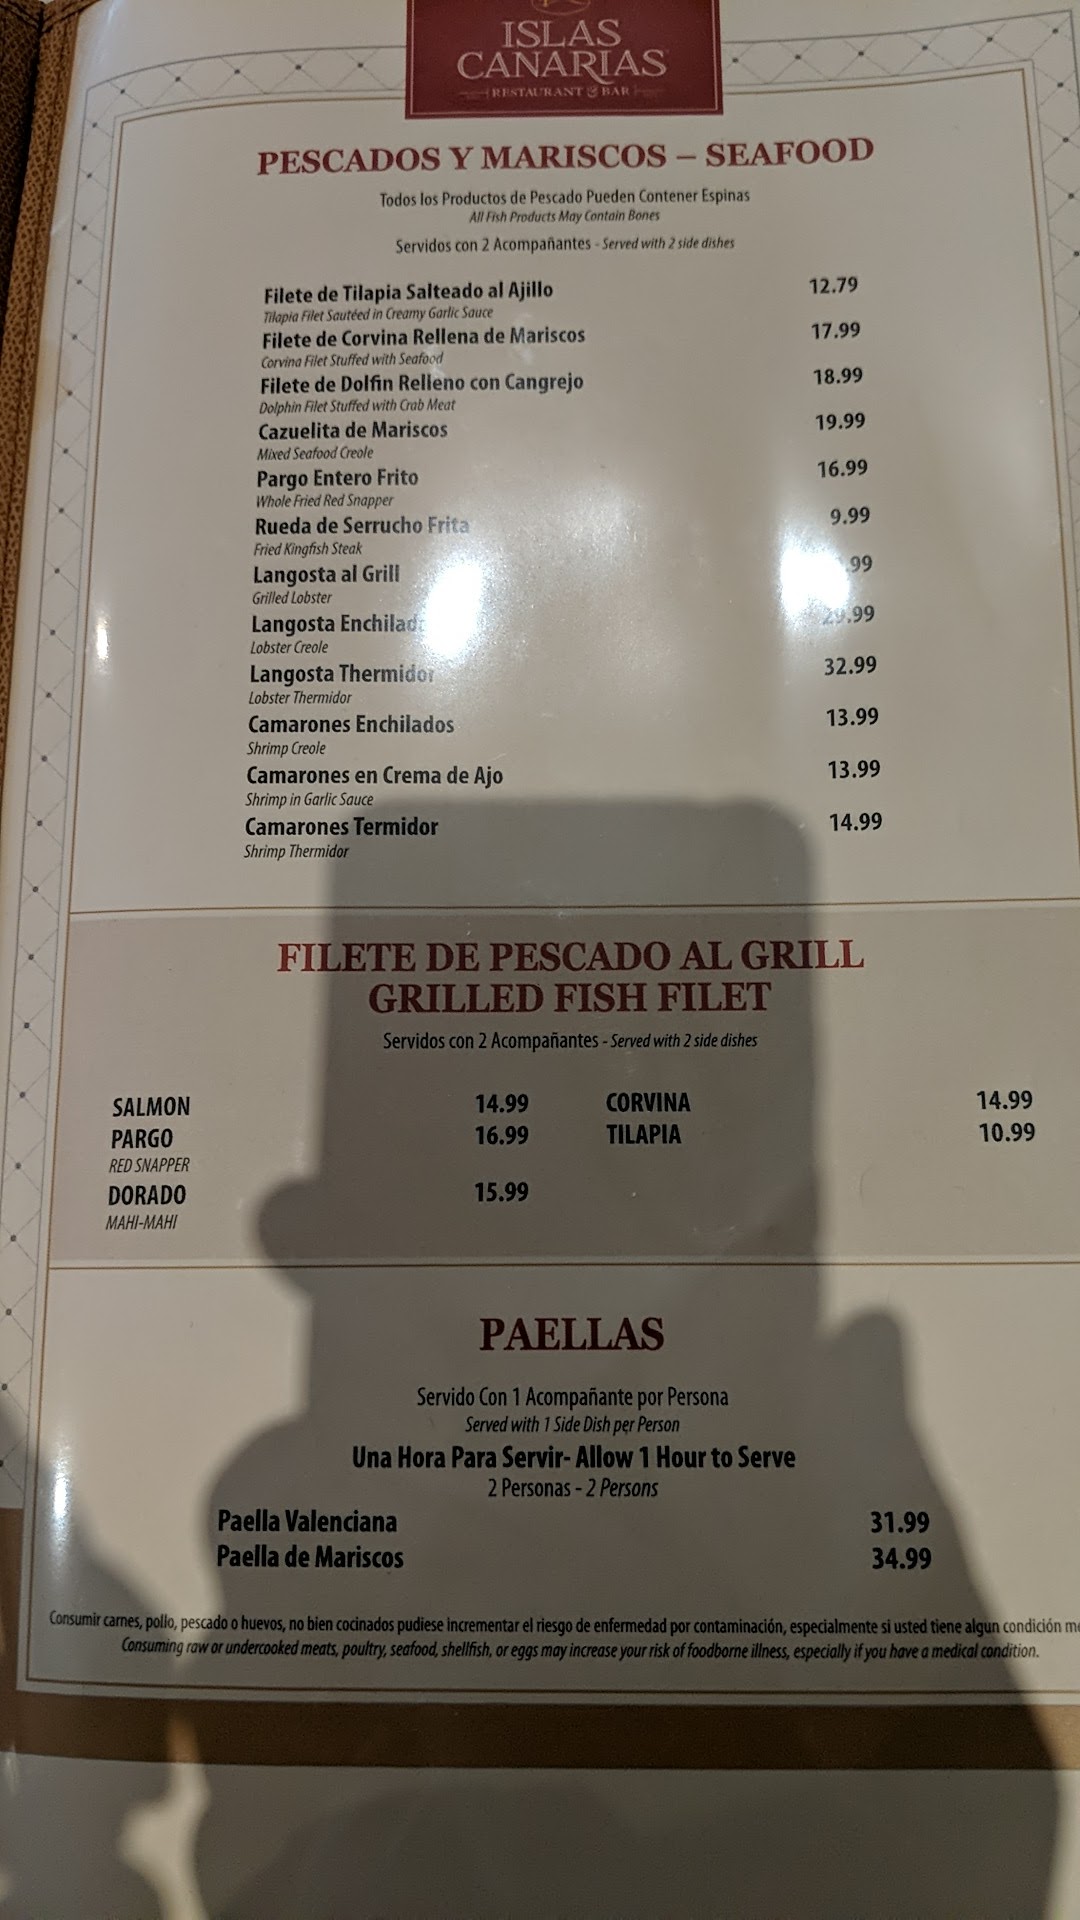 ISLAS
CANARIAS
RESTAURANT & BAR
PESCADOS Y MARISCOS – SEAFOOD
Todos los Productos de Pescado Pueden Contener Espinas
All Fish Products May Contain Bones
Servidos con 2 Acompañantes - Served with 2 side dishes
Filete de Tilapia Salteado al Ajillo 12.79
Tilapia Filet Sautéed in Creamy Garlic Sauce
Filete de Corvina Rellena de Mariscos 17.99
Corvina Filet Stuffed with Seafood
Filete de Dolfin Relleno con Cangrejo 18.99
Dolphin Filet Stuffed with Crab Meat
Cazuelita de Mariscos 19.99
Mixed Seafood Creole
Pargo Entero Frito 16.99
Whole Fried Red Snapper
Rueda de Serrucho Frita 9.99
Fried Kingfish Steak
Langosta al Grill
Grilled Lobster
Langosta 29.99
Lobster Creole
Langosta Thermidor 32.99
Lobster Thermidor
Camarones Enchilados 13.99
Shrimp Creole
Camarones en Crema de Ajo 13.99
Shrimp in Garlic Sauce
Camarones Termidor 14.99
Shrimp Thermidor
FILETE DE PESCADO AL GRILL
GRILLED FISH FILET
Servidos con 2 Acompañantes - Served with 2 side dishes
SALMON 14.99 CORVINA 14.99
PARGO 16.99 TILAPIA 10.99
RED SNAPPER
DORADO 15.99
MAHI-MAHI
PAELLAS
Servido Con 1 Acompañante por Persona
Served with 1 Side Dish per Person
Una Hora Para Servir- Allow 1 Hour to Serve
2 Personas - 2 Persons
Paella Valenciana 31.99
Paella de Mariscos 34.99
Consumir carnes, pollo, pescado o huevos, no bien cocinados pudiese incrementar el riesgo de enfermedad por contaminación, especialmente si usted tiene algun condición
Consuming raw or undercooked meats, poultry, seafood, shellfish, or eggs may increase your risk of foodborne illness, especially if you have a medical condition.